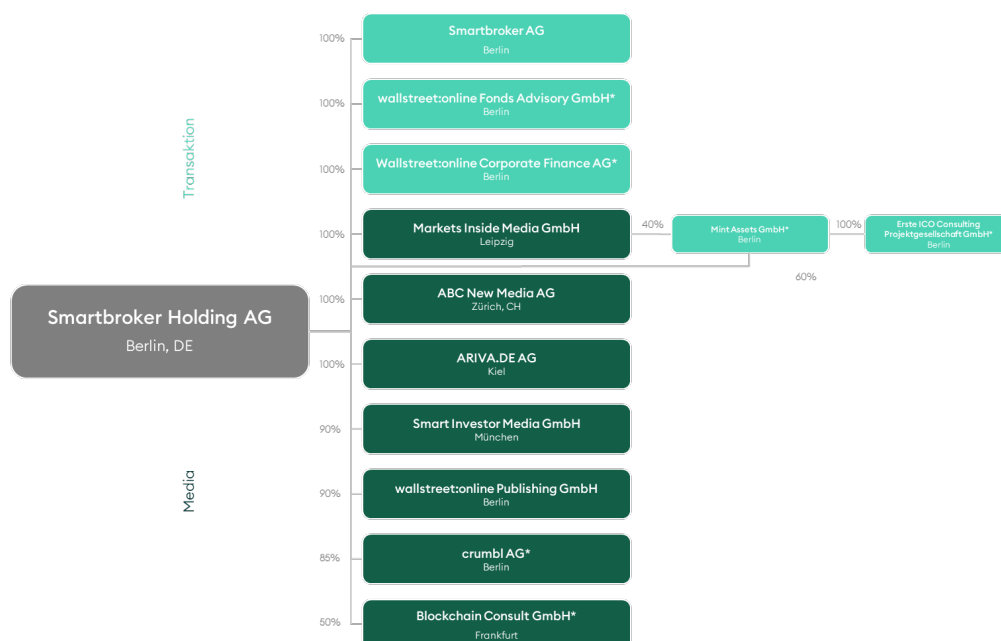 100%
Smartbroker AG
Berlin
100%
wallstreet:online Fonds Advisory GmbH*
Berlin
Transaktion
100%
Wallstreet:online Corporate Finance AG*
Berlin
100%
Markets Inside Media GmbH
Leipzig
40%
Mint Assets GmbH*
Berlin
100%
Erste ICO Consulting
Projektgesellschaft GmbH*
Berlin
60%
100%
ABC New Media AG
Zürich, CH
Smartbroker Holding AG
Berlin, DE
100%
ARIVA.DE AG
Kiel
90%
Smart Investor Media GmbH
München
Media
90%
wallstreet:online Publishing GmbH
Berlin
85%
crumbl AG*
Berlin
50%
Blockchain Consult GmbH*
Frankfurt